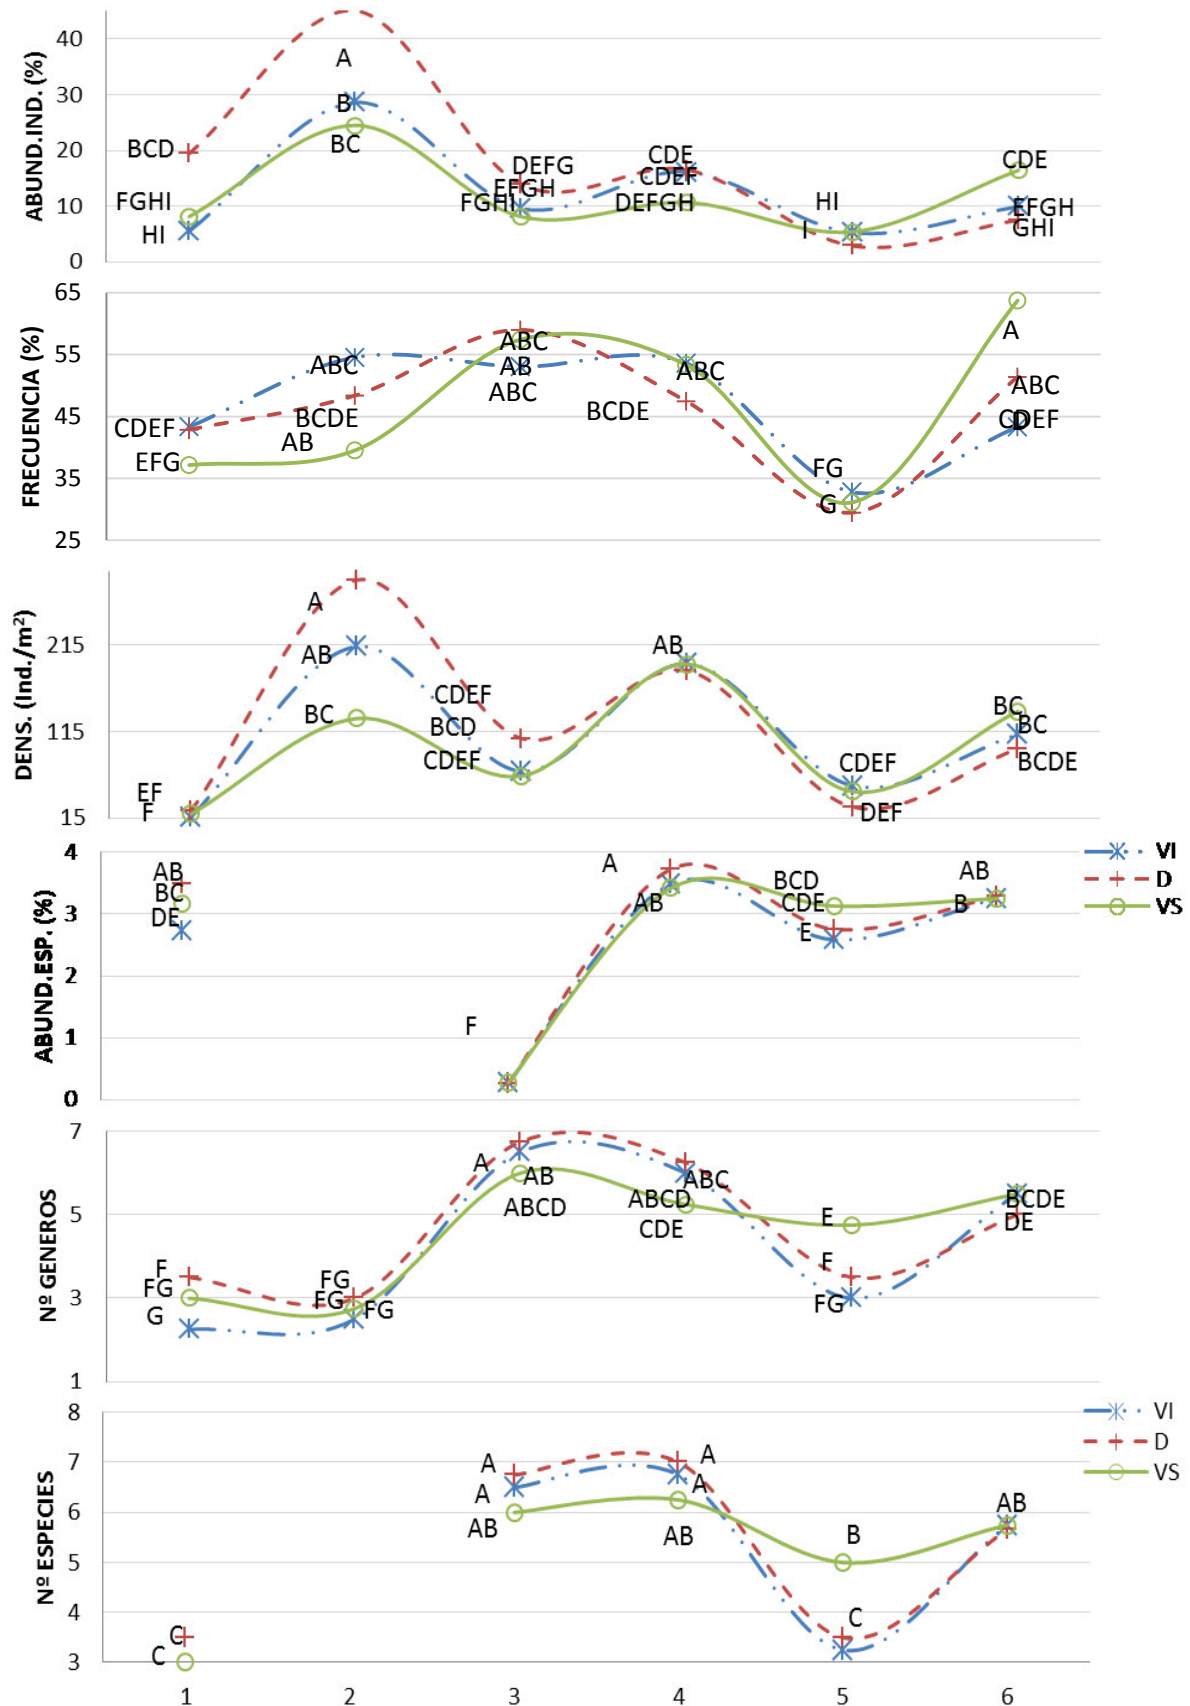 ABUND.IND. (%)
40
30
20
10
0
A
B
BC
BCD
FGHI
HI
DEFG
EFGH
FGHI
CDE
CDEF
DEFGH
HI
I
CDE
EFGH
GHI
FRECUENCIA (%)
65
55
45
35
25
CDEF
EFG
ABC
BCDE
AB
ABC
AB
ABC
ABC
BCDE
FG
G
A
ABC
CDEF
D
DENS. (Ind./m²)
215
115
15
EF
F
A
AB
BC
CDEF
BCD
CDEF
AB
CDEF
DEF
BC
BC
BCDE
ABUND.ESP. (%)
4
3
2
1
0
AB
BC
DE
F
A
AB
BCD
CDE
E
AB
B
VI
D
VS
Nº GENEROS
7
5
3
1
F
FG
G
FG
FG
FG
A
AB
ABCD
ABC
ABCD
CDE
E
F
FG
BCDE
DE
Nº ESPECIES
8
7
6
5
4
3
C
C
A
A
AB
A
A
AB
B
C
AB
VI
D
VS
1 2 3 4 5 6